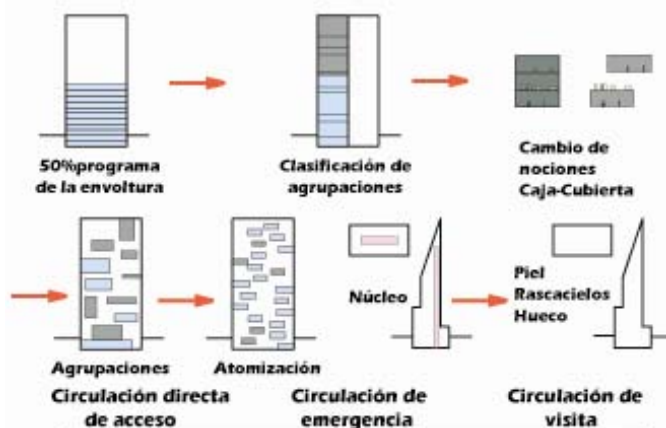 50%programa
de la envoltura
Clasificación de
agrupaciones
Cambio de
nociones
Caja-Cubierta
Núcleo
Piel
Rascacielos
Hueco
Agrupaciones
Atomización
Circulación directa
de acceso
Circulación de
emergencia
Circulación de
visita